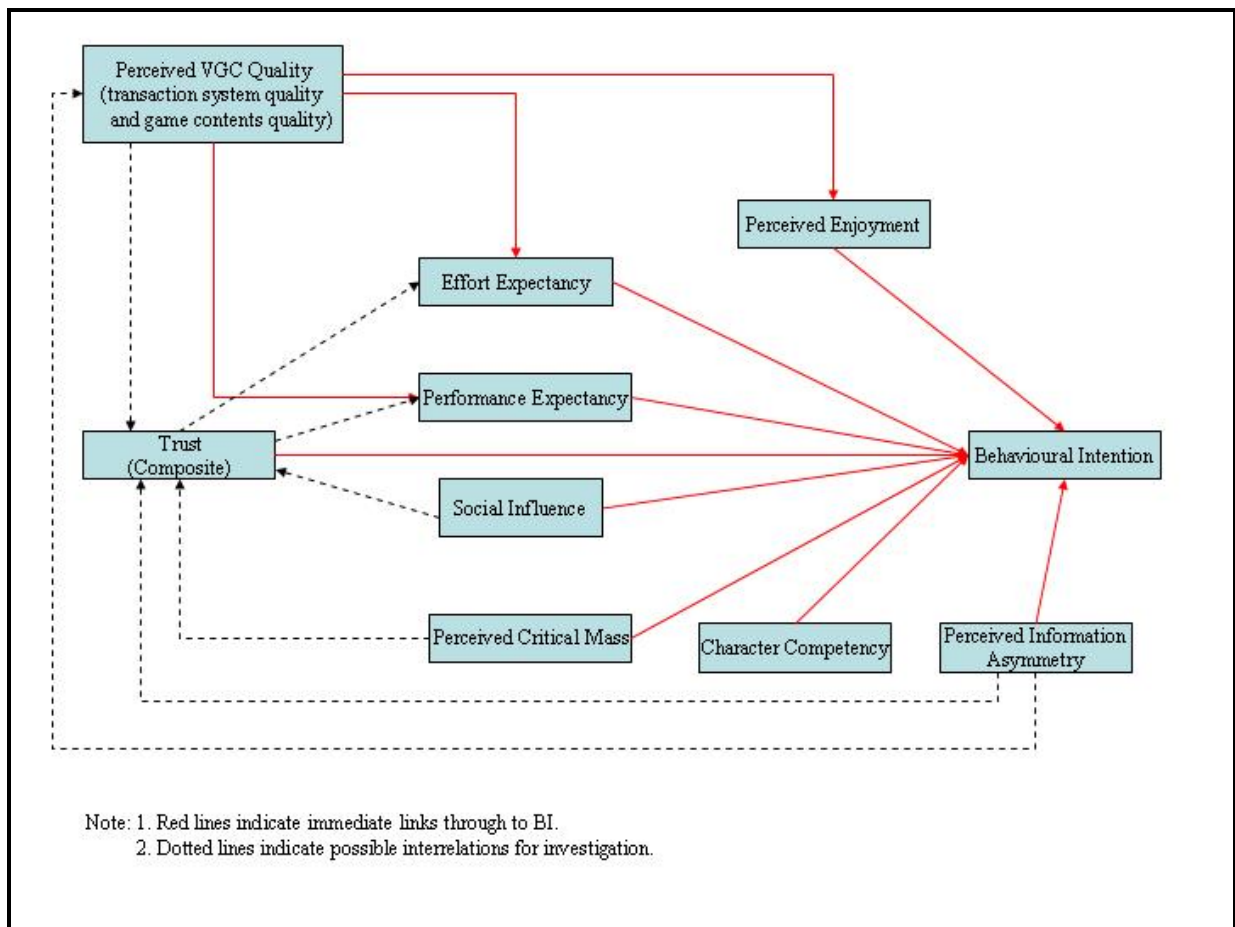 Perceived VGC Quality
(transaction system quality
and game contents quality)
Perceived Enjoyment
Effort Expectancy
Performance Expectancy
Trust
(Composite)
Behavioural Intention
Social Influence
Perceived Critical Mass
Character Competency
Perceived Information
Asymmetry
Note: 1. Red lines indicate immediate links through to BI.
2. Dotted lines indicate possible interrelations for investigation.